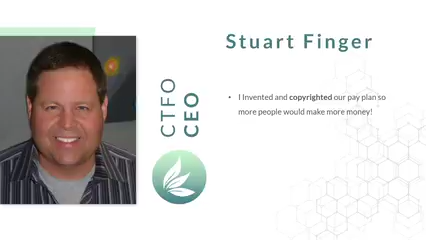 Stuart Finger
CTFO
CEO
• I Invented and copyrighted our pay plan so
more people would make more money!